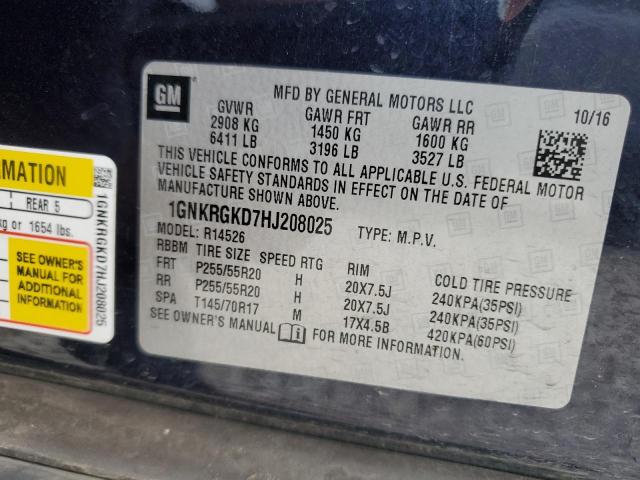 GM
MFD BY GENERAL MOTORS LLC
10/16
GVWR GAWR FRT GAWR RR
2908 KG 1450 KG 1600 KG
6411 LB 3196 LB 3527 LB
THIS VEHICLE CONFORMS TO ALL APPLICABLE U.S. FEDERAL MOTOR
VEHICLE SAFETY STANDARDS IN EFFECT ON THE DATE OF
MANUFACTURE SHOWN ABOVE.
1GNKRGKD7HJ208025
TYPE: M.P.V.
MODEL: R14526
RBBM TIRE SIZE SPEED RTG RIM COLD TIRE PRESSURE
FRT P255/55R20 H 20X7.5J 240KPA(35PSI)
RR P255/55R20 H 20X7.5J 240KPA(35PSI)
SPA T145/70R17 M 17X4.5B 420KPA(60PSI)
SEE OWNER'S MANUAL i FOR MORE INFORMATION.
RMATION
REAR 5
kg or 1654 lbs.
SEE OWNER'S
MANUAL FOR
ADDITIONAL
INFORMATION
1GNKRGKD7HJ208025